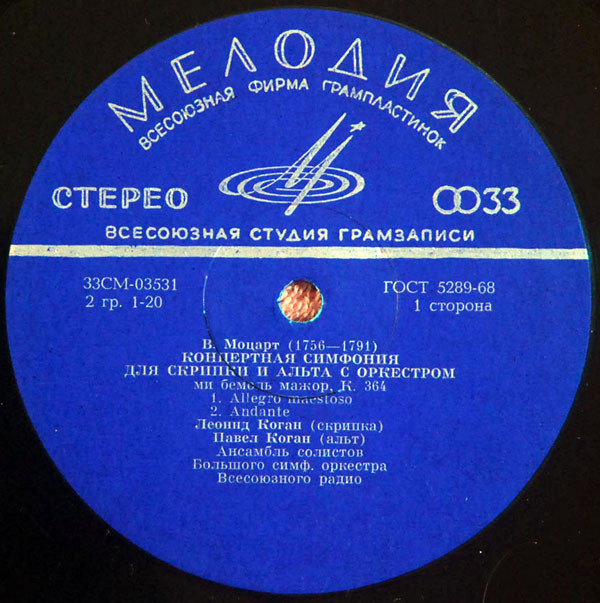 МЕЛОДИЯ
ВСЕСОЮЗНАЯ ФИРМА ГРАМПЛАСТИНОК
СТЕРЕО
33
ВСЕСОЮЗНАЯ СТУДИЯ ГРАМЗАПИСИ
33СМ-03531
ГОСТ 5289-68
2 гр. 1-20
1 сторона
В. Моцарт (1756—1791)
КОНЦЕРТНАЯ СИМФОНИЯ
ДЛЯ СКРИПКИ И АЛЬТА С ОРКЕСТРОМ
ми бемоль мажор, К. 364
1. Allegro maestoso
2. Andante
Леонид Коган (скрипка)
Павел Коган (альт)
Ансамбль солистов
Большого симф. оркестра
Всесоюзного радио